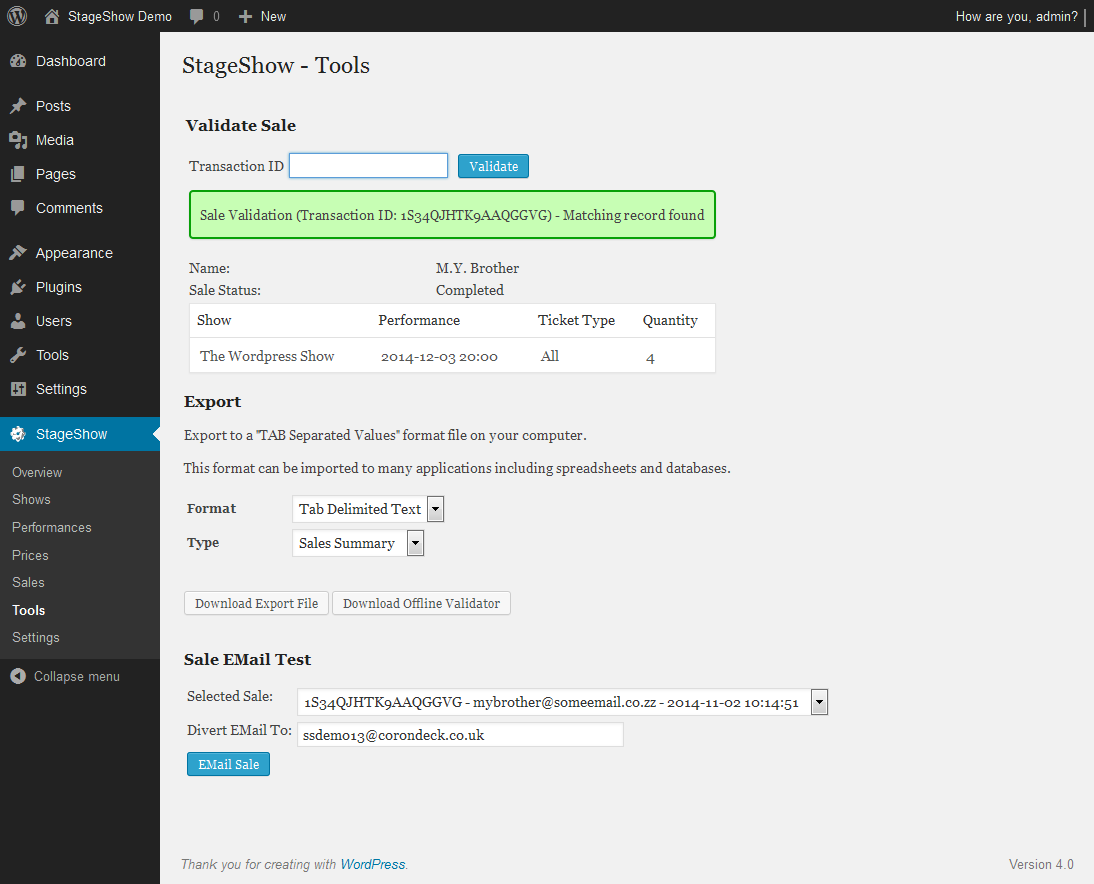 StageShow Demo 0 New How are you, admin?
Dashboard
Posts
Media
Pages
Comments
Appearance
Plugins
Users
Tools
Settings
StageShow
Overview
Shows
Performances
Prices
Sales
Tools
Settings
Collapse menu
StageShow - Tools
Validate Sale
Transaction ID Validate
Sale Validation (Transaction ID: 1S34QJHTK9AAQGGVG) - Matching record found
Name: M.Y. Brother
Sale Status: Completed
Show Performance Ticket Type Quantity
The Wordpress Show 2014-12-03 20:00 All 4
Export
Export to a "TAB Separated Values" format file on your computer.
This format can be imported to many applications including spreadsheets and databases.
Format Tab Delimited Text
Type Sales Summary
Download Export File Download Offline Validator
Sale EMail Test
Selected Sale: 1S34QJHTK9AAQGGVG - mybrother@someemail.co.zz - 2014-11-02 10:14:51
Divert EMail To: ssdemo13@corondeck.co.uk
EMail Sale
Thank you for creating with WordPress. Version 4.0